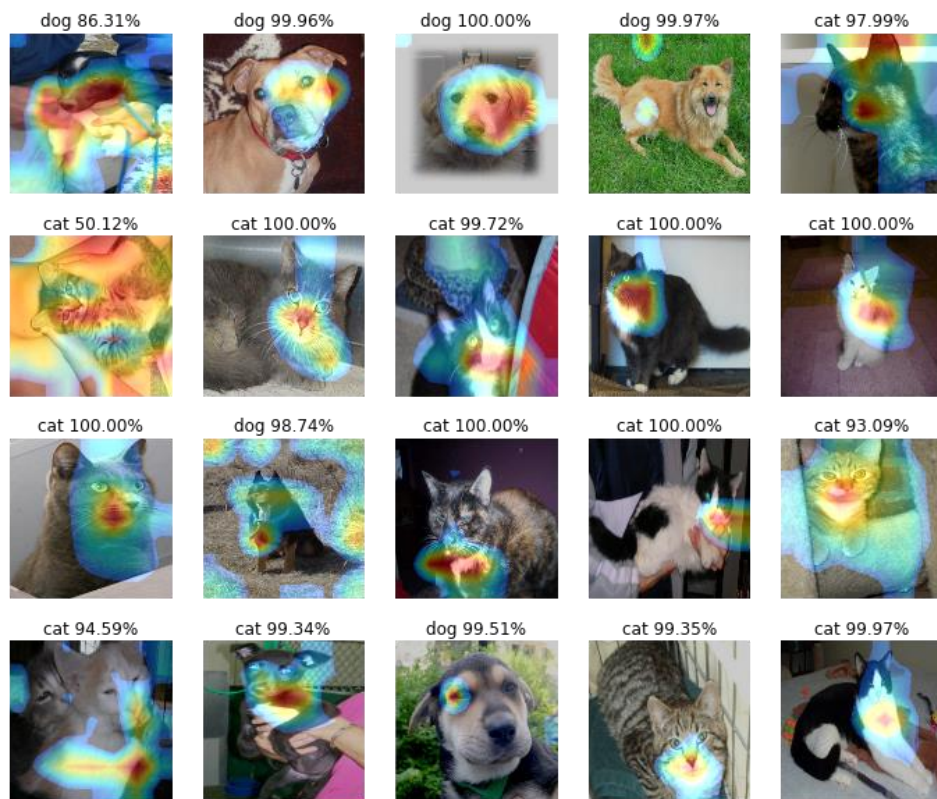 dog 86.31% dog 99.96% dog 100.00% dog 99.97% cat 97.99%
cat 50.12% cat 100.00% cat 99.72% cat 100.00% cat 100.00%
cat 100.00% dog 98.74% cat 100.00% cat 100.00% cat 93.09%
cat 94.59% cat 99.34% dog 99.51% cat 99.35% cat 99.97%